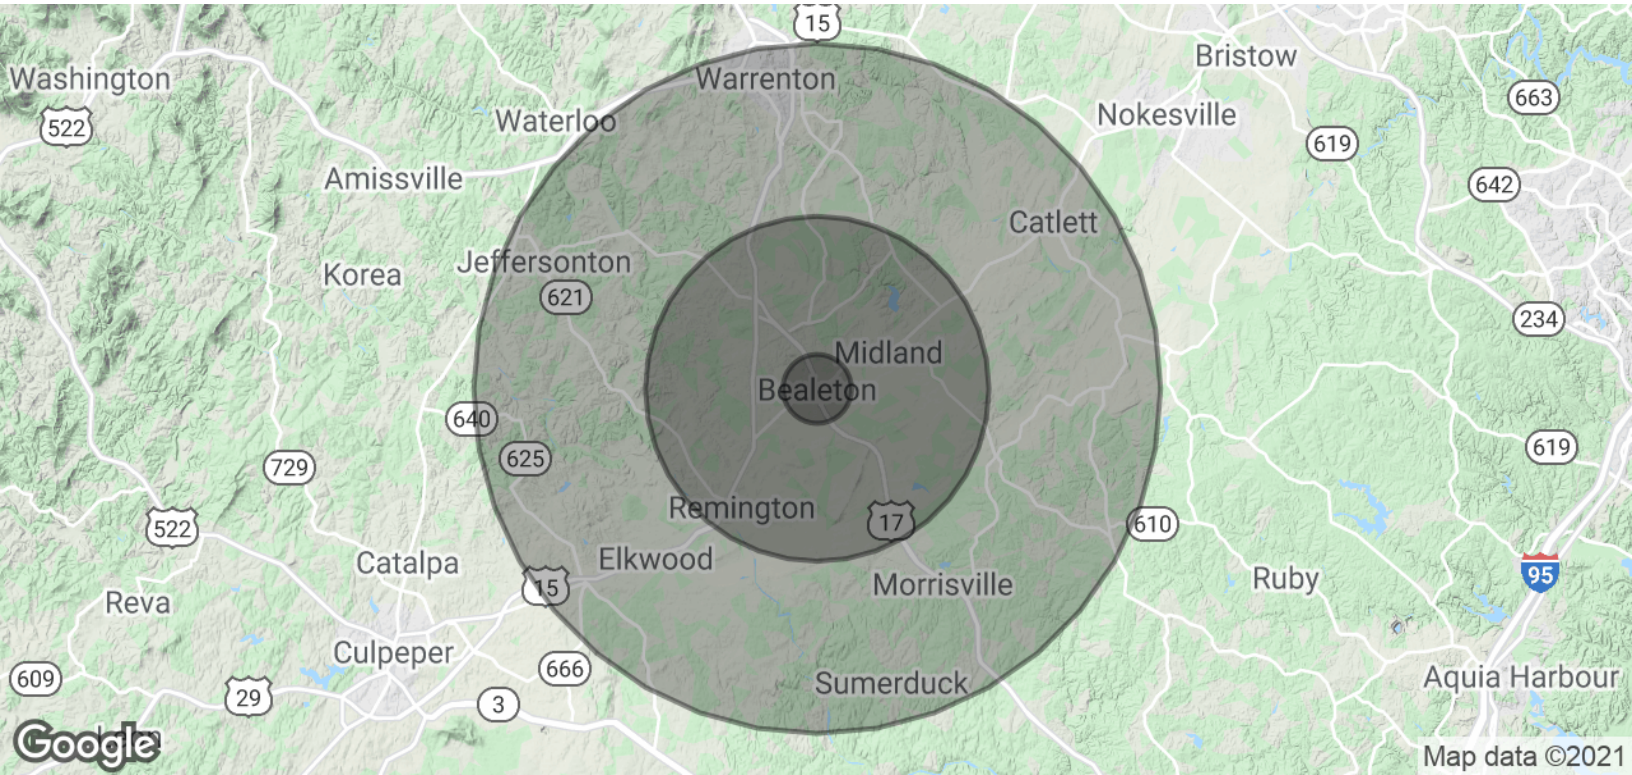 15
Bristow
Washington
Warrenton
663
522
Waterloo
Nokesville
619
Amissville
642
Catlett
Jeffersonton
Korea
621
234
Midland
Bealeton
640
625
619
729
Remington
17
522
610
Elkwood
Catalpa
15
Morrisville
Ruby
95
Reva
Culpeper
666
Sumerduck
609
29
3
Aquia Harbour
Google
Map data ©2021